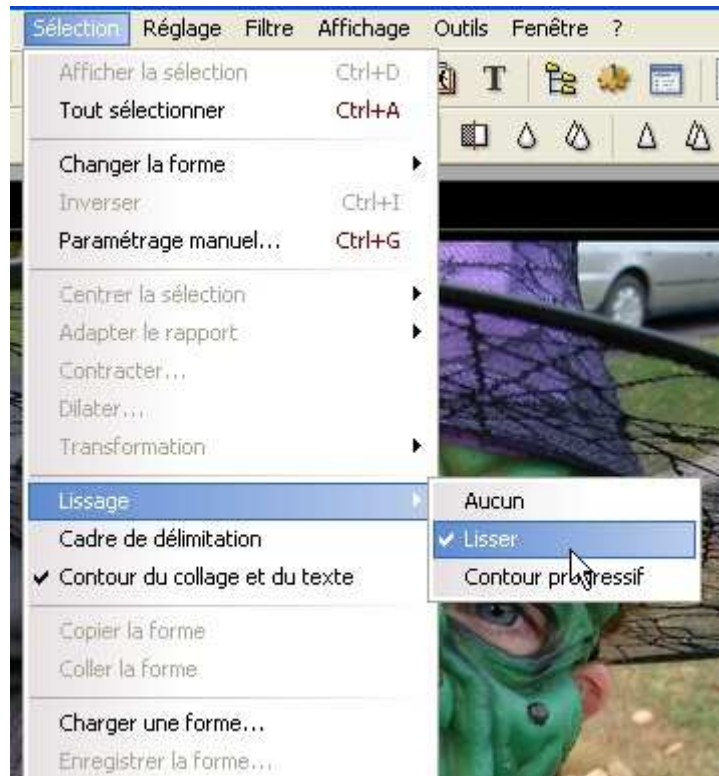 Sélection Réglage Filtre Affichage Outils Fenêtre ?
Afficher la sélection Ctrl+D
Tout sélectionner Ctrl+A
T
Changer la forme
Inverser Ctrl+I
Paramétrage manuel... Ctrl+G
Centrer la sélection
Adapter le rapport
Contracter...
Dilater...
Transformation
Lissage
Aucun
Cadre de délimitation
Lisser
Contour du collage et du texte
Contour progressif
Copier la forme
Coller la forme
Charger une forme...
Enregistrer la forme...